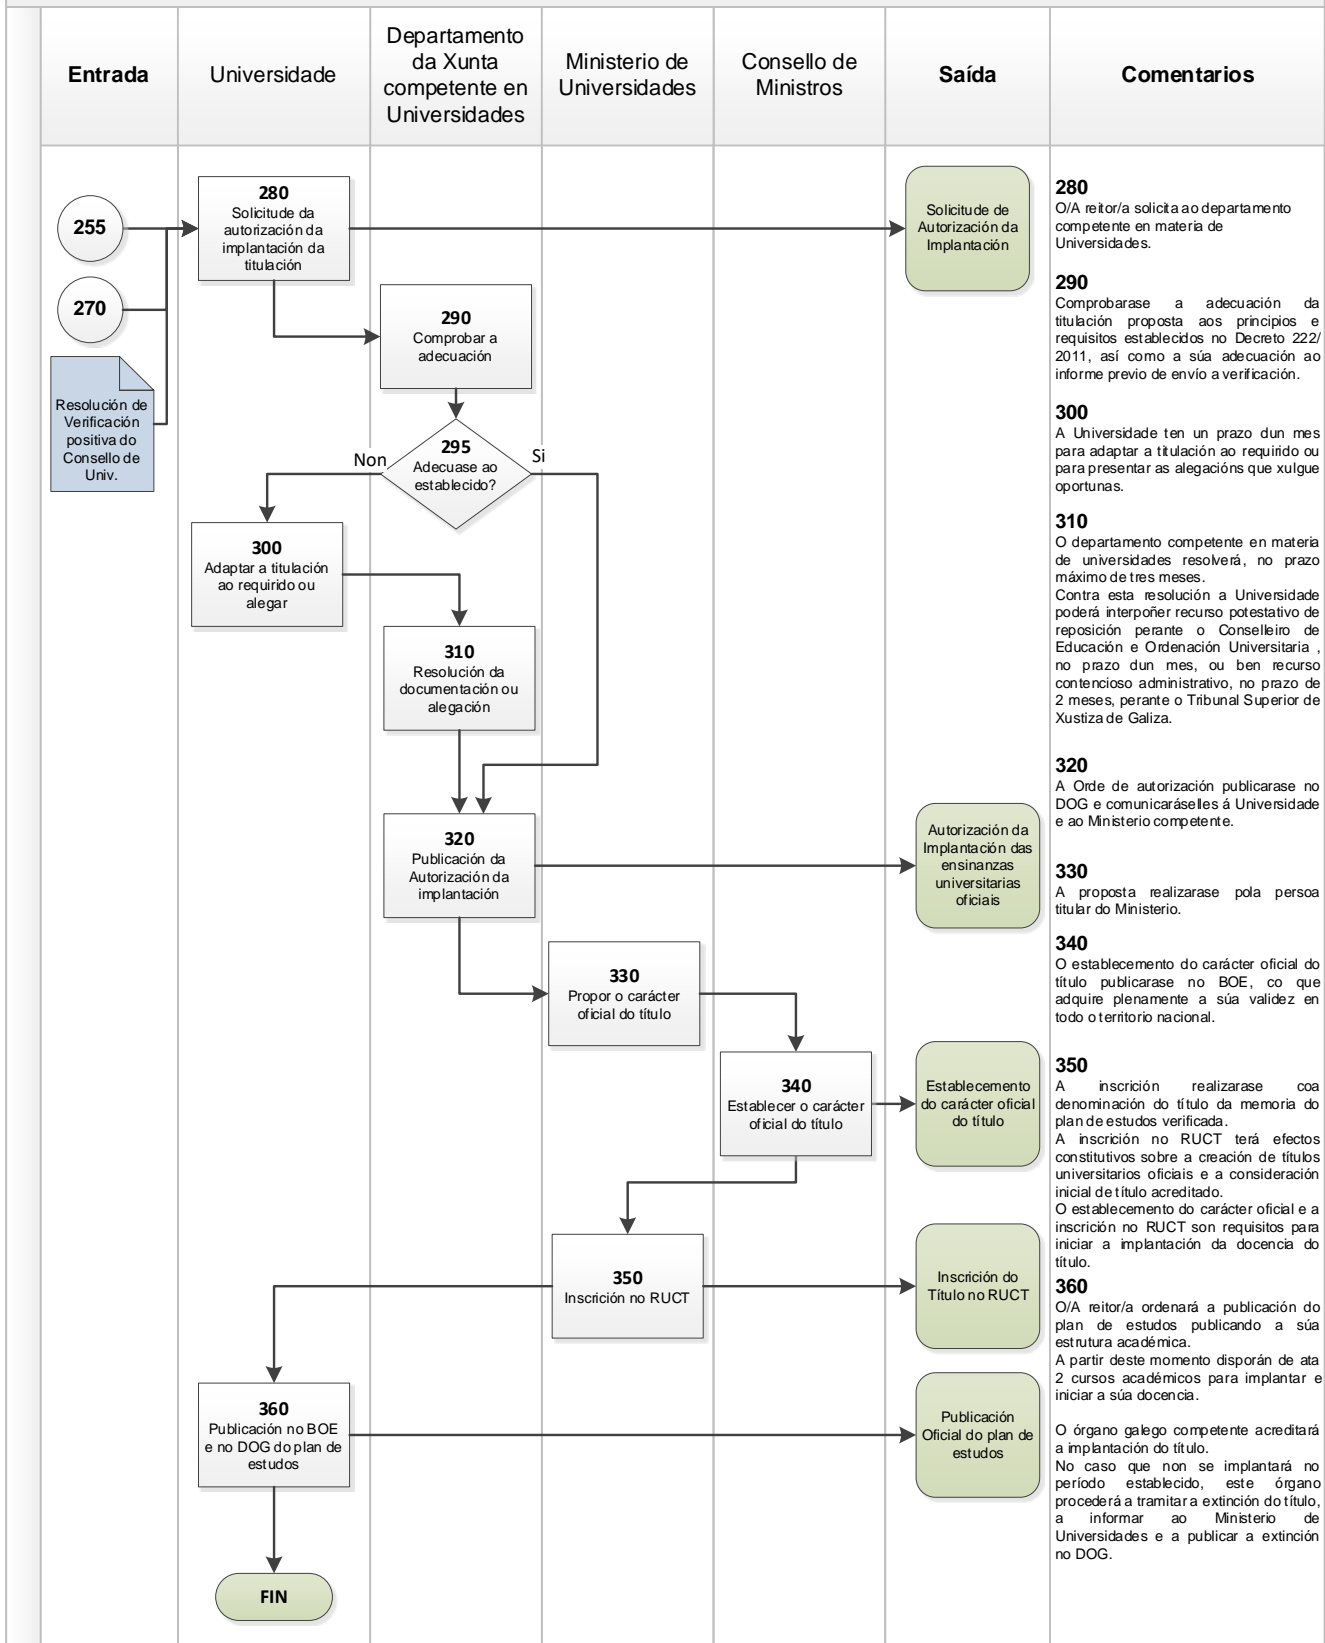 Entrada
Universidade
Departamento
da Xunta
competente en
Universidades
Ministerio de
Universidades
Consello de
Ministros
Saída
Comentarios
255
270
Resolución de
Verificación
positiva do
Consello de
Univ.
280
Solicitude da
autorización da
implantación da
titulación
Solicitude de
Autorización da
Implantación
290
Comprobar a
adecuación
295
Adecuase ao
establecido?
Non
Si
300
Adaptar a titulación
ao requirido ou
alegar
310
Resolución da
documentación ou
alegación
320
Publicación da
Autorización da
implantación
Autorización da
Implantación das
ensinanzas
universitarias
oficiais
330
Propor o carácter
oficial do título
340
Establecer o carácter
oficial do título
Establecemento
do carácter oficial
do título
350
Inscrición no RUCT
Inscrición do
Título no RUCT
360
Publicación no BOE
e no DOG do plan de
estudos
Publicación
Oficial do plan de
estudos
FIN
280
O/A reitor/a solicita ao departamento
competente en materia de
Universidades.
290
Comprobarase a adecuación da
titulación proposta aos principios e
requisitos establecidos no Decreto 222/
2011, así como a súa adecuación ao
informe previo de envío a verificación.
300
A Universidade ten un prazo dun mes
para adaptar a titulación ao requirido ou
para presentar as alegacións que xulgue
oportunas.
310
O departamento competente en materia
de universidades resolverá, no prazo
máximo de tres meses.
Contra esta resolución a Universidade
poderá interpoñer recurso potestativo de
reposición perante o Conselleiro de
Educación e Ordenación Universitaria ,
no prazo dun mes, ou ben recurso
contencioso administrativo, no prazo de
2 meses, perante o Tribunal Superior de
Xustiza de Galiza.
320
A Orde de autorización publicarase no
DOG e comunicaráselles á Universidade
e ao Ministerio competente.
330
A proposta realizarase pola persoa
titular do Ministerio.
340
O establecemento do carácter oficial do
título publicarase no BOE, co que
adquire plenamente a súa validez en
todo o territorio nacional.
350
A inscrición realizarase coa
denominación do título da memoria do
plan de estudos verificada.
A inscrición no RUCT terá efectos
constitutivos sobre a creación de títulos
universitarios oficiais e a consideración
inicial de título acreditado.
O establecemento do carácter oficial e a
inscrición no RUCT son requisitos para
iniciar a implantación da docencia do
título.
360
O/A reitor/a ordenará a publicación do
plan de estudos publicando a súa
estrutura académica.
A partir deste momento disporán de ata
2 cursos académicos para implantar e
iniciar a súa docencia.
O órgano galego competente acreditará
a implantación do título.
No caso que non se implantará no
período establecido, este órgano
procederá a tramitar a extinción do título,
a informar ao Ministerio de
Universidades e a publicar a extinción
no DOG.